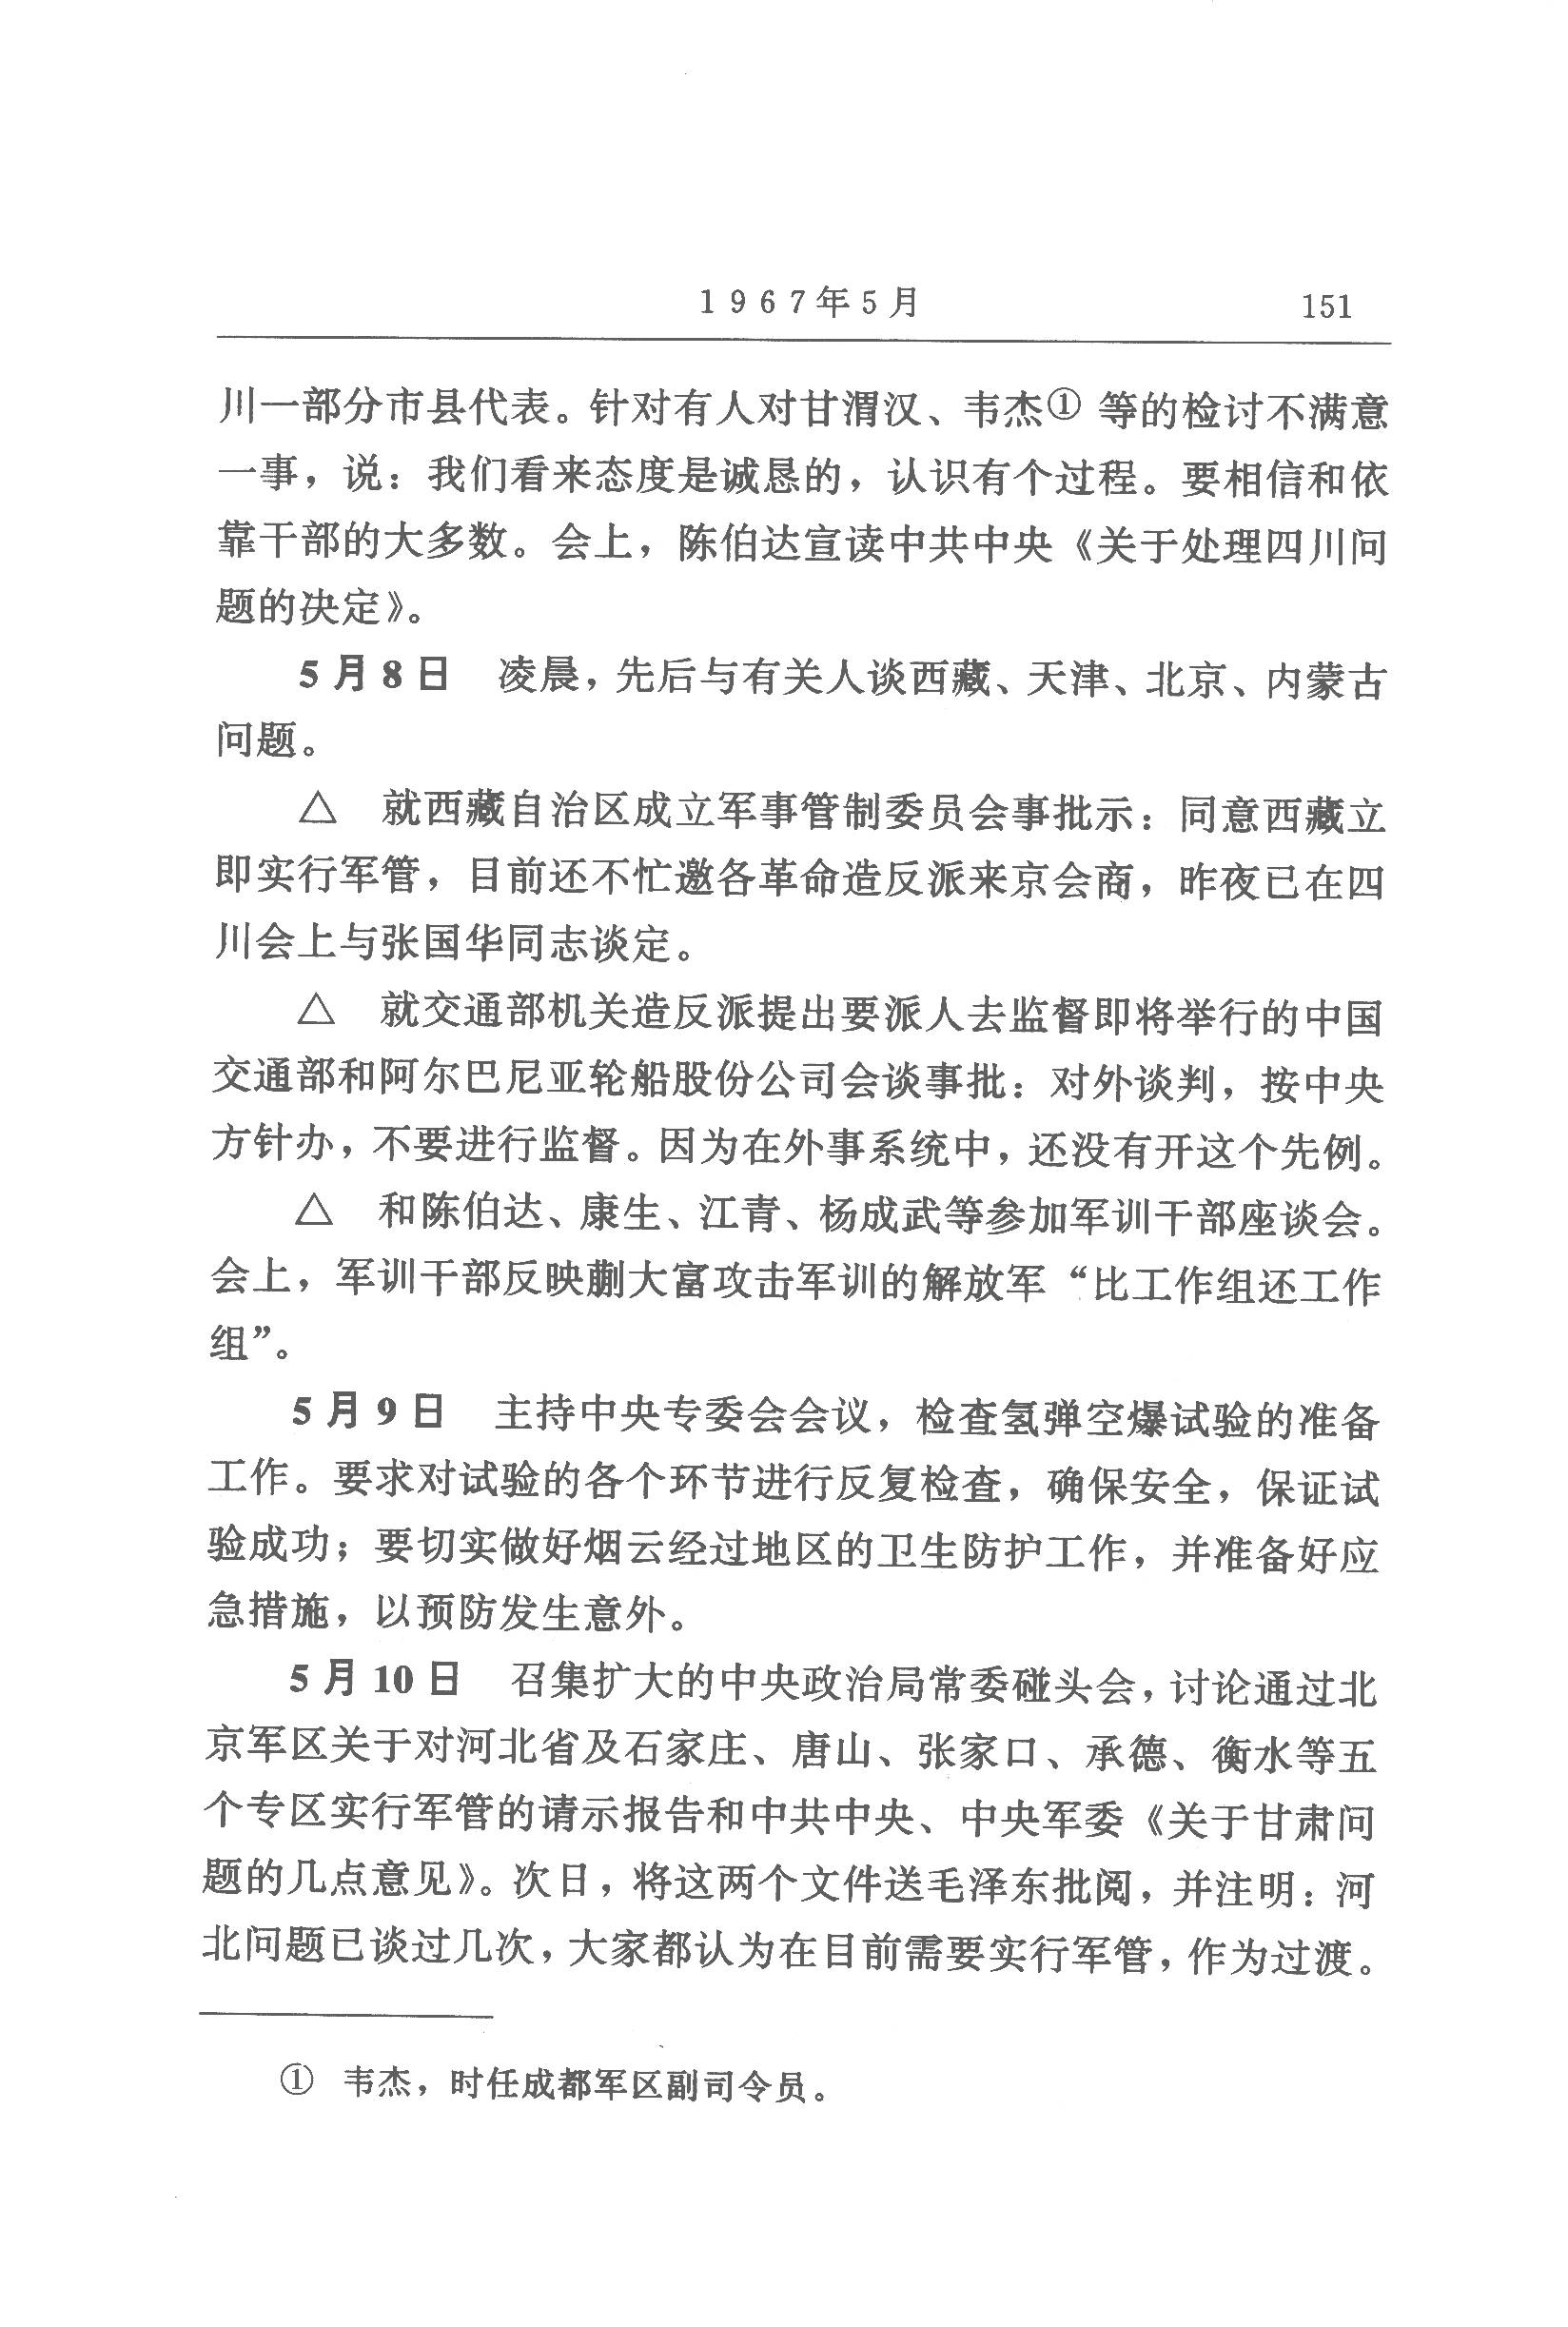 1967年5月
151
川一部分市县代表。针对有人对甘渭汉、韦杰① 等的检讨不满意
一事，说：我们看来态度是诚恳的，认识有个过程。要相信和依
靠干部的大多数。会上，陈伯达宣读中共中央《关于处理四川问
题的决定》。
5月8日　凌晨，先后与有关人谈西藏、天津、北京、内蒙古
问题。
△　就西藏自治区成立军事管制委员会事批示：同意西藏立
即实行军管，目前还不忙邀各革命造反派来京会商，昨夜已在四
川会上与张国华同志谈定。
△　就交通部机关造反派提出要派人去监督即将举行的中国
交通部和阿尔巴尼亚轮船股份公司会谈事批：对外谈判，按中央
方针办，不要进行监督。因为在外事系统中，还没有开这个先例。
△　和陈伯达、康生、江青、杨成武等参加军训干部座谈会。
会上，军训干部反映蒯大富攻击军训的解放军“比工作组还工作
组”。
5月9日　主持中央专委会会议，检查氢弹空爆试验的准备
工作。要求对试验的各个环节进行反复检查，确保安全，保证试
验成功；要切实做好烟云经过地区的卫生防护工作，并准备好应
急措施，以预防发生意外。
5月10日　召集扩大的中央政治局常委碰头会，讨论通过北
京军区关于对河北省及石家庄、唐山、张家口、承德、衡水等五
个专区实行军管的请示报告和中共中央、中央军委《关于甘肃问
题的几点意见》。次日，将这两个文件送毛泽东批阅，并注明：河
北问题已谈过几次，大家都认为在目前需要实行军管，作为过渡。
①　韦杰，时任成都军区副司令员。